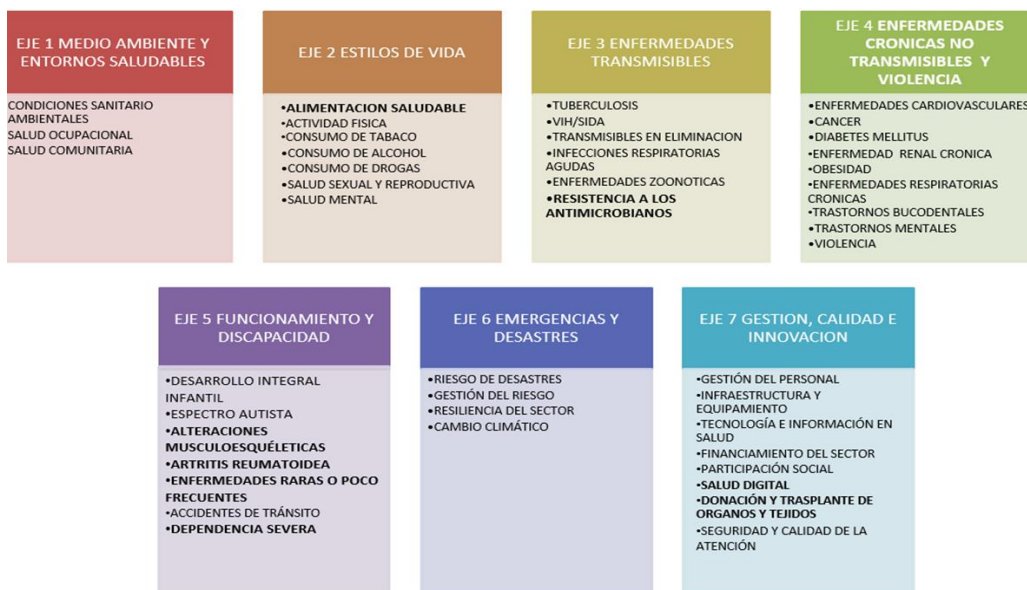 EJE 1 MEDIO AMBIENTE Y
ENTORNOS SALUDABLES
CONDICIONES SANITARIO
AMBIENTALES
SALUD OCUPACIONAL
SALUD COMUNITARIA
EJE 2 ESTILOS DE VIDA
•ALIMENTACION SALUDABLE
•ACTIVIDAD FISICA
•CONSUMO DE TABACO
•CONSUMO DE ALCOHOL
•CONSUMO DE DROGAS
•SALUD SEXUAL Y REPRODUCTIVA
•SALUD MENTAL
EJE 3 ENFERMEDADES
TRANSMISIBLES
•TUBERCULOSIS
•VIH/SIDA
•TRANSMISIBLES EN ELIMINACION
•INFECCIONES RESPIRATORIAS
AGUDAS
•ENFERMEDADES ZOONOTICAS
•RESISTENCIA A LOS
ANTIMICROBIANOS
EJE 4 ENFERMEDADES
CRONICAS NO
TRANSMISIBLES Y
VIOLENCIA
•ENFERMEDADES CARDIOVASCULARES
•CANCER
•DIABETES MELLITUS
•ENFERMEDAD RENAL CRONICA
•OBESIDAD
•ENFERMEDADES RESPIRATORIAS
CRONICAS
•TRASTORNOS BUCODENTALES
•TRASTORNOS MENTALES
•VIOLENCIA
EJE 5 FUNCIONAMIENTO Y
DISCAPACIDAD
•DESARROLLO INTEGRAL
INFANTIL
•ESPECTRO AUTISTA
•ALTERACIONES
MUSCULOESQUÉLETICAS
•ARTRITIS REUMATOIDEA
•ENFERMEDADES RARAS O POCO
FRECUENTES
•ACCIDENTES DE TRÁNSITO
•DEPENDENCIA SEVERA
EJE 6 EMERGENCIAS Y
DESASTRES
•RIESGO DE DESASTRES
•GESTIÓN DEL RIESGO
•RESILIENCIA DEL SECTOR
•CAMBIO CLIMÁTICO
EJE 7 GESTION, CALIDAD E
INNOVACION
•GESTIÓN DEL PERSONAL
•INFRAESTRUCTURA Y
EQUIPAMIENTO
•TECNOLOGÍA E INFORMACIÓN EN
SALUD
•FINANCIAMIENTO DEL SECTOR
•PARTICIPACIÓN SOCIAL
•SALUD DIGITAL
•DONACIÓN Y TRASPLANTE DE
ORGANOS Y TEJIDOS
•SEGURIDAD Y CALIDAD DE LA
ATENCIÓN